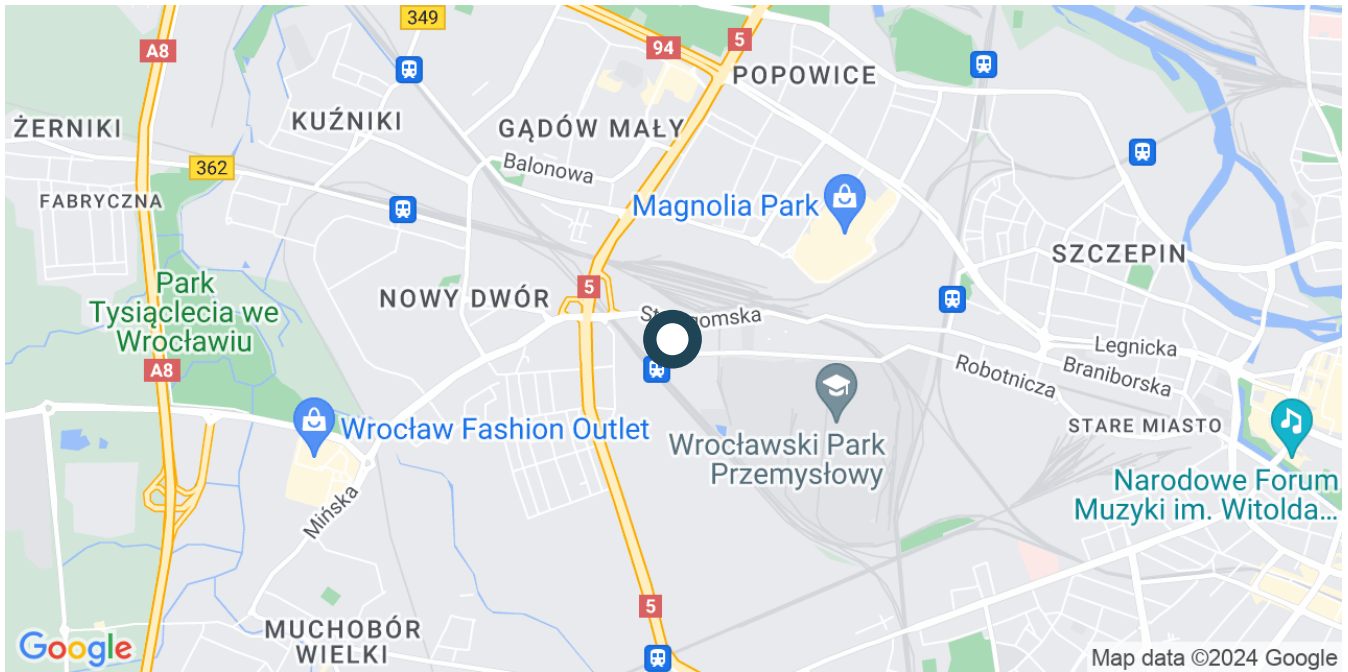 349
A8
94
5
POPOWICE
ŻERNIKI
KUŹNIKI
GĄDÓW MAŁY
362
Balonowa
FABRYCZNA
Magnolia Park
SZCZEPIN
Park
Tysiąclecia we
Wrocławiu
NOWY DWÓR
5
gomska
A8
Legnicka
Robotnicza
Braniborska
Wrocław Fashion Outlet
STARE MIASTO
Wrocławski Park
Przemysłowy
Narodowe Forum
Muzyki im. Witolda...
Mińska
5
MUCHOBÓR
WIELKI
Google
Map data ©2024 Google